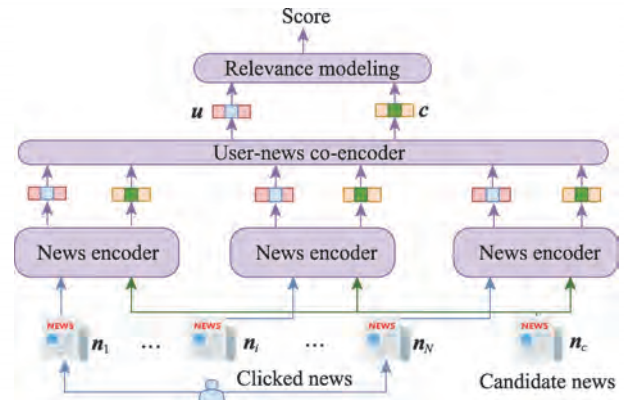 Score
Relevance modeling
u c
User-news co-encoder
News encoder News encoder News encoder
NEWS NEWS NEWS NEWS
n1 ... ni ... nN nc
Clicked news Candidate news